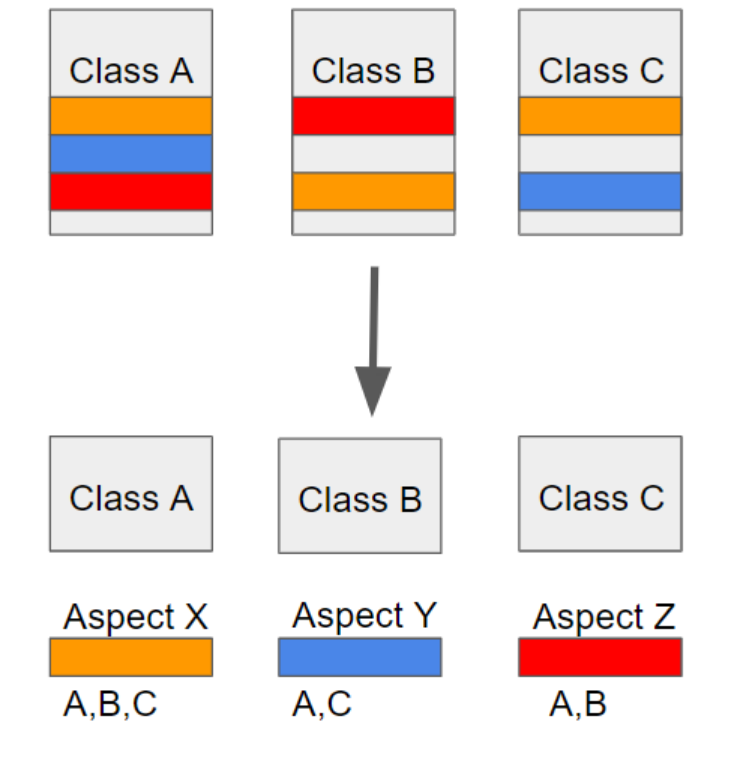 Class A
Class B
Class C
Class A
Class B
Class C
Aspect X
Aspect Y
Aspect Z
A,B,C
A,C
A,B